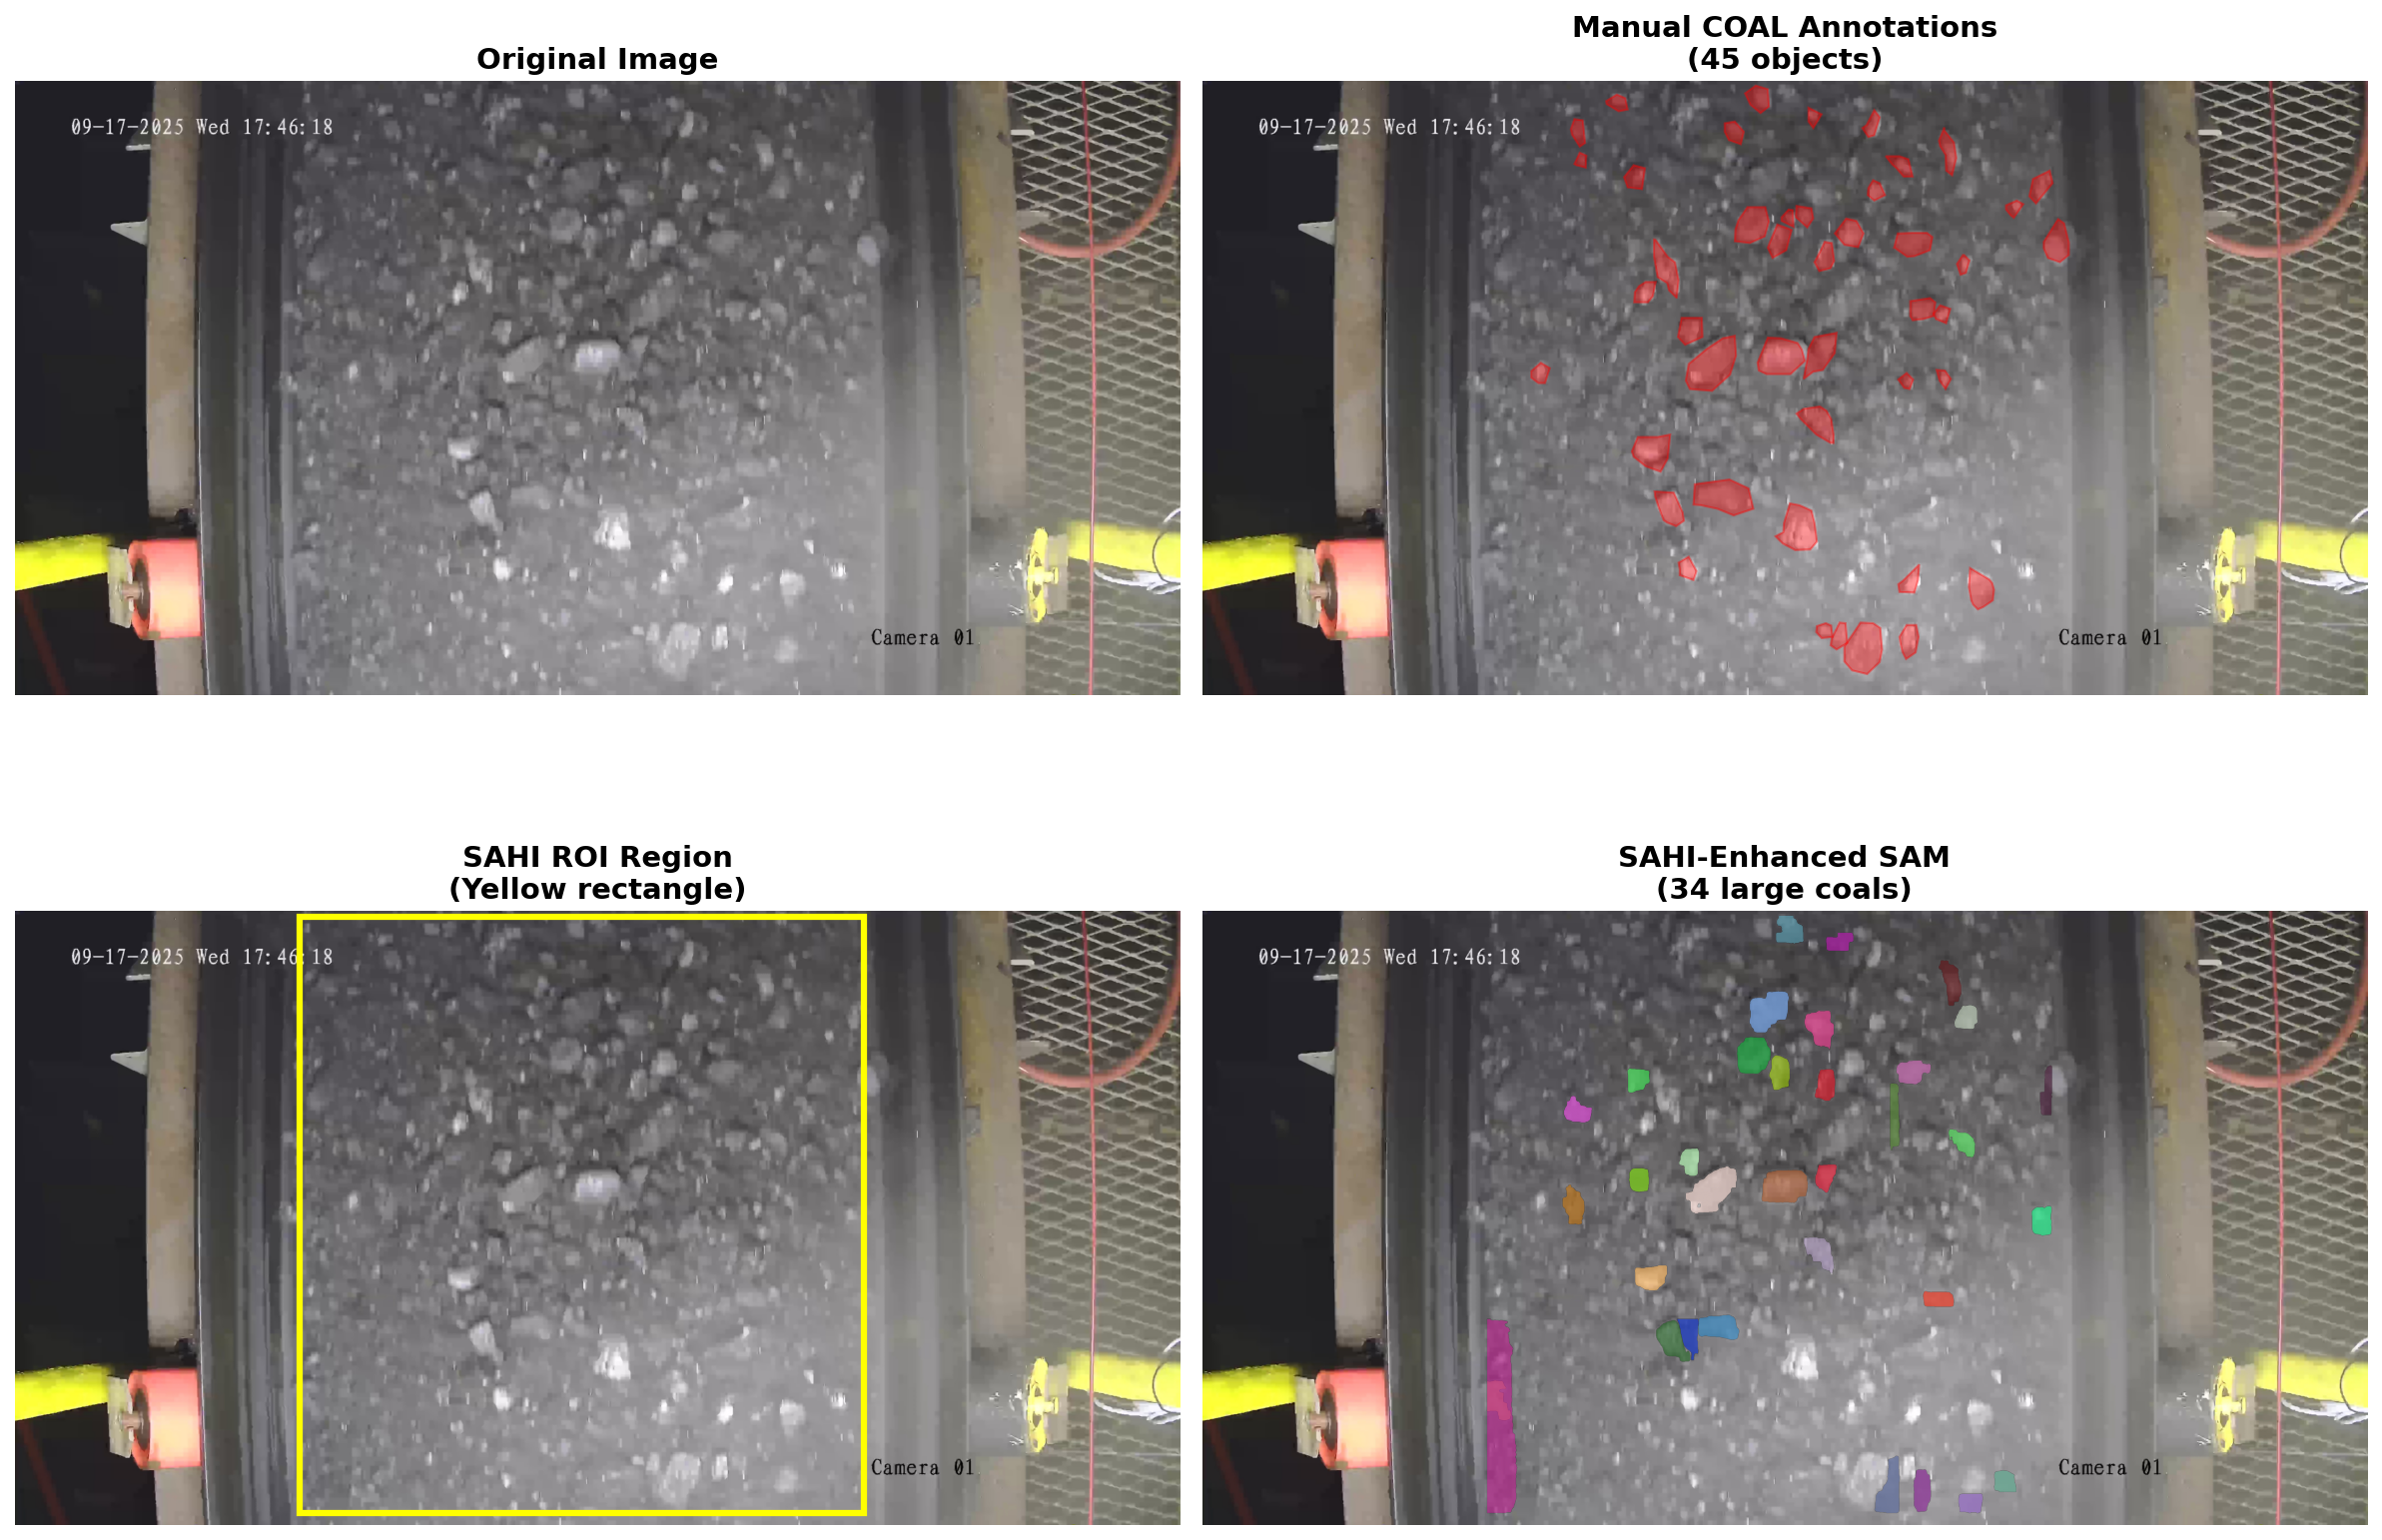 Original Image
09-17-2025 Wed 17:46:18
Camera 01
Manual COAL Annotations
(45 objects)
09-17-2025 Wed 17:46:18
Camera 01
SAHI ROI Region
(Yellow rectangle)
09-17-2025 Wed 17:46:18
Camera 01
SAHI-Enhanced SAM
(34 large coals)
09-17-2025 Wed 17:46:18
Camera 01